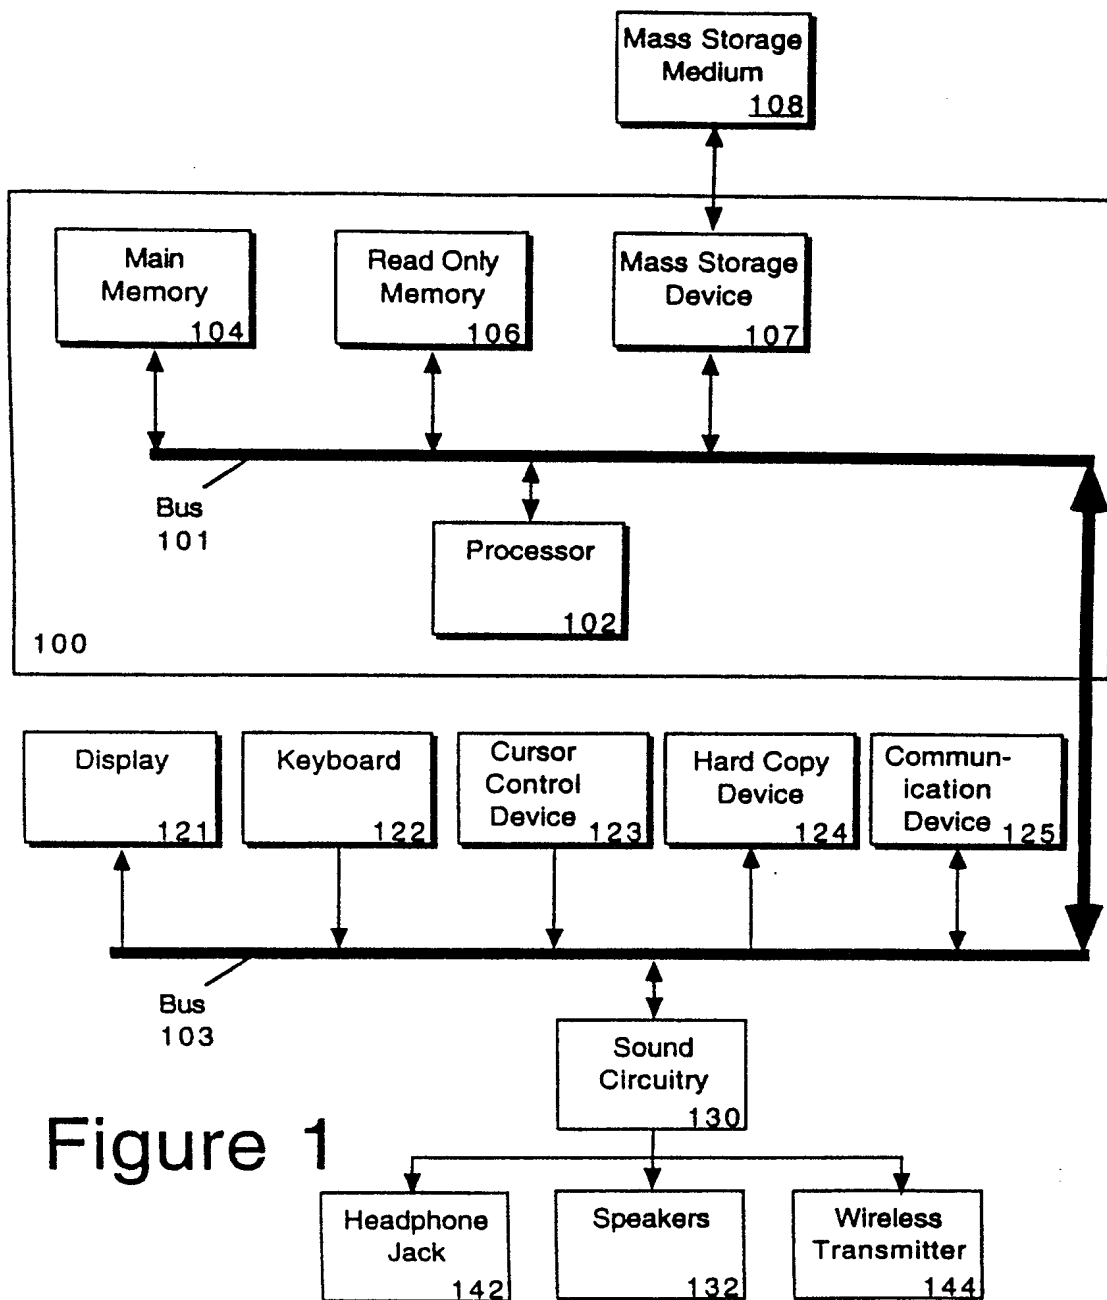 Mass Storage
Medium
108
Main
Memory
104
Read Only
Memory
106
Mass Storage
Device
107
Bus
101
Processor
102
100
Display
121
Keyboard
122
Cursor
Control
Device
123
Hard Copy
Device
124
Commun-
ication
Device
125
Bus
103
Sound
Circuitry
130
Figure 1
Headphone
Jack
142
Speakers
132
Wireless
Transmitter
144